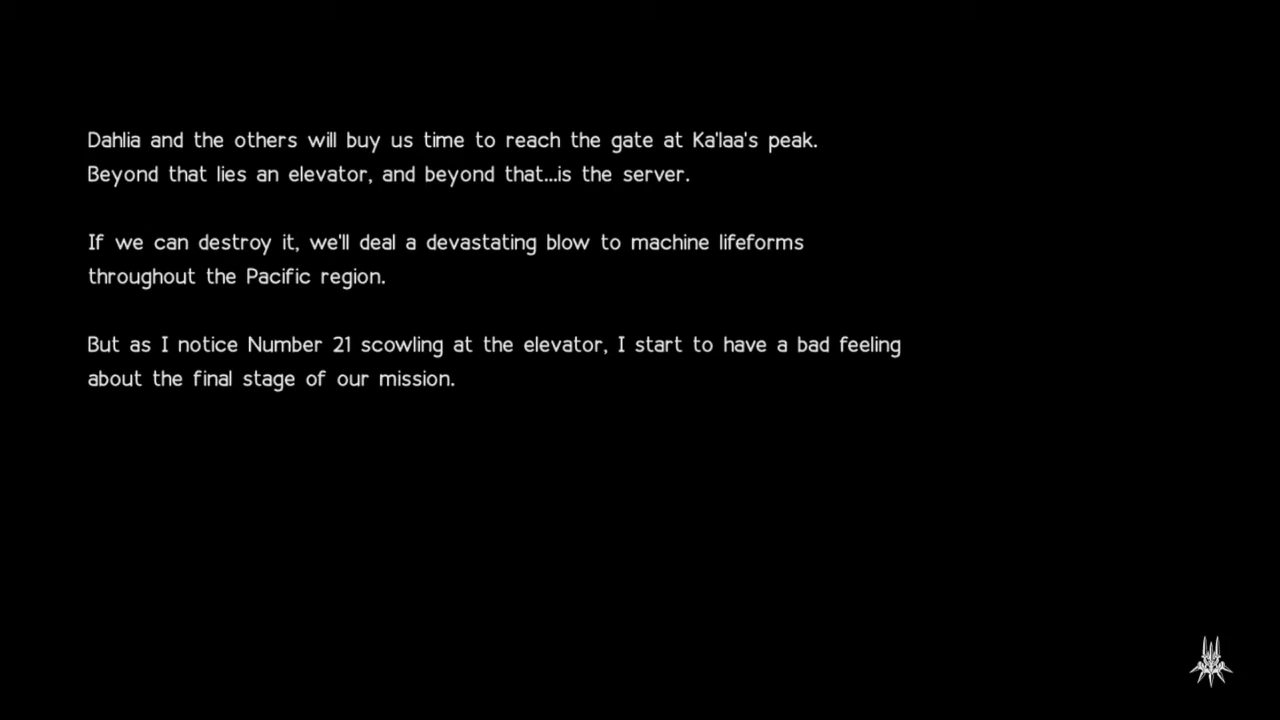 Dahlia and the others will buy us time to reach the gate at Ka'laa's peak.
Beyond that lies an elevator, and beyond that...is the server.
If we can destroy it, we'll deal a devastating blow to machine lifeforms
throughout the Pacific region.
But as I notice Number 21 scowling at the elevator, I start to have a bad feeling
about the final stage of our mission.